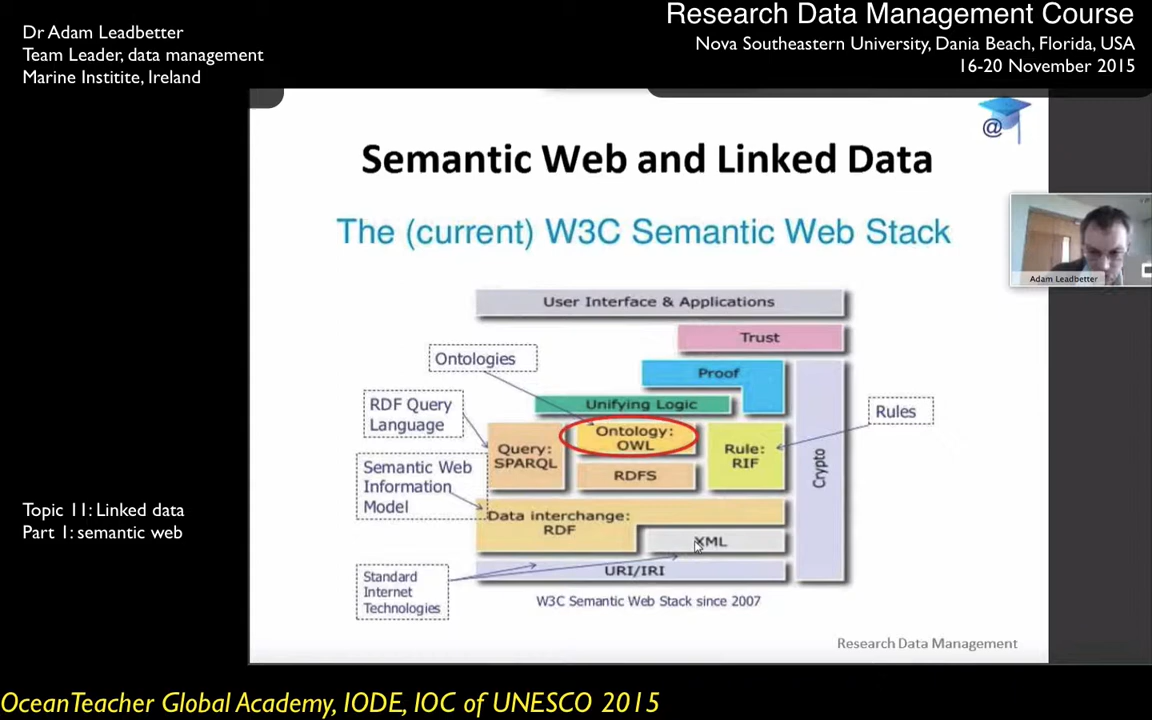 Dr Adam Leadbetter
Team Leader, data management
Marine Institite, Ireland
Research Data Management Course
Nova Southeastern University, Dania Beach, Florida, USA
16-20 November 2015
@
Semantic Web and Linked Data
The (current) W3C Semantic Web Stack
Adam Leadbetter
User Interface & Applications
Trust
Ontologies
Proof
RDF Query
Language
Unifying Logic
Rules
Ontology:
OWL
Query:
SPARQL
Rule:
RIF
Crypto
Semantic Web
Information
Model
RDFS
Data interchange:
RDF
XML
URI/IRI
Standard
Internet
Technologies
W3C Semantic Web Stack since 2007
Research Data Management
Topic 11: Linked data
Part 1: semantic web
OceanTeacher Global Academy, IODE, IOC of UNESCO 2015